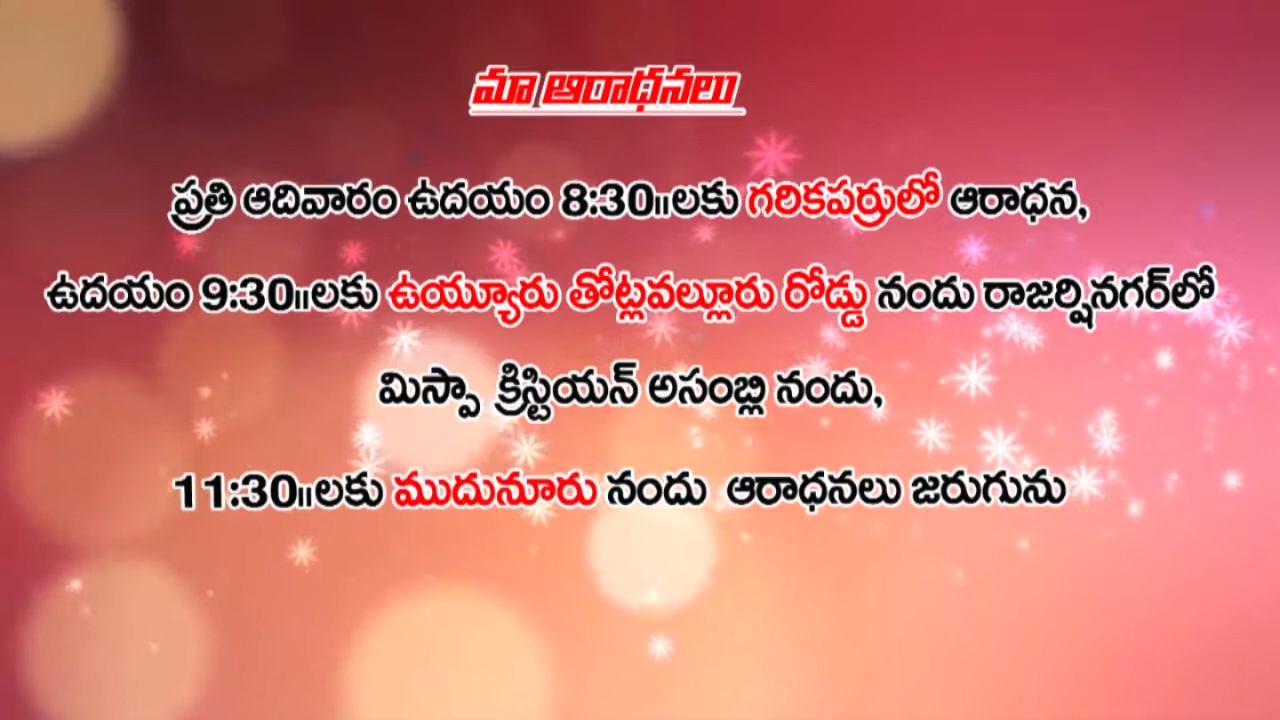 మా ఆరాధనలు
ప్రతి ఆదివారం ఉదయం 8:30॥లకు గరికపర్రులో ఆరాధన,
ఉదయం 9:30॥లకు ఉయ్యూరు తోట్లవల్లూరు రోడ్డు నందు రాజర్షినగర్‌లో
మిస్పా క్రిస్టియన్ అసంబ్లి నందు,
11:30॥లకు ముదునూరు నందు ఆరాధనలు జరుగును